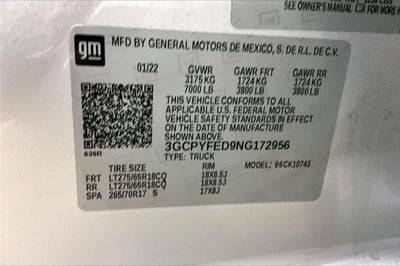 SEE OWNER'S MANUAL FOR MORE
gm
MFD BY GENERAL MOTORS DE MEXICO, S. DE R.L. DE C.V.
01/22 GVWR GAWR FRT GAWR RR
3175 KG 1724 KG 1724 KG
7000 LB 3800 LB 3800 LB
THIS VEHICLE CONFORMS TO ALL
APPLICABLE U.S. FEDERAL MOTOR
VEHICLE SAFETY STANDARDS IN EFFECT
ON THE DATE OF MANUFACTURE
SHOWN ABOVE.
3GCPYFED9NG172956
TYPE: TRUCK
636R
MODEL: 96CK10743
TIRE SIZE RIM
FRT LT275/65R18CQ 18X8.5J
RR LT275/65R18CQ 18X8.5J
SPA 265/70R17 S 17X8J